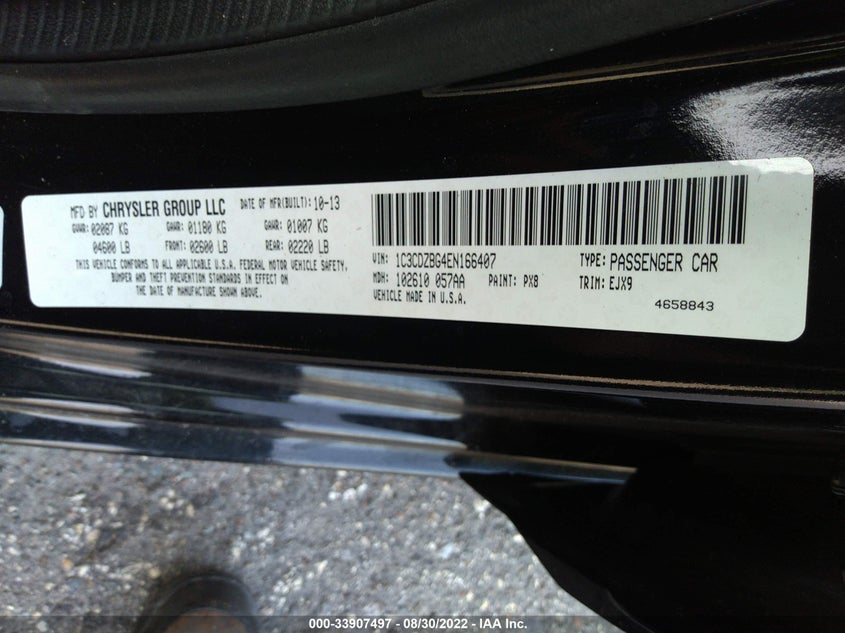 MFD BY CHRYSLER GROUP LLC DATE OF MFR(BUILT): 10-13
GVWR: 02087 KG GAWR: 01180 KG GAWR: 01007 KG
04600 LB FRONT: 02600 LB REAR: 02220 LB
THIS VEHICLE CONFORMS TO ALL APPLICABLE U.S.A. FEDERAL MOTOR VEHICLE SAFETY,
BUMPER AND THEFT PREVENTION STANDARDS IN EFFECT ON
THE DATE OF MANUFACTURE SHOWN ABOVE.
VIN: 1C3CDZBG4EN166407 TYPE: PASSENGER CAR
MDH: 102610 057AA PAINT: PX8 TRIM: EJX9
VEHICLE MADE IN U.S.A.
4658843
000-33907497 - 08/30/2022 - IAA Inc.